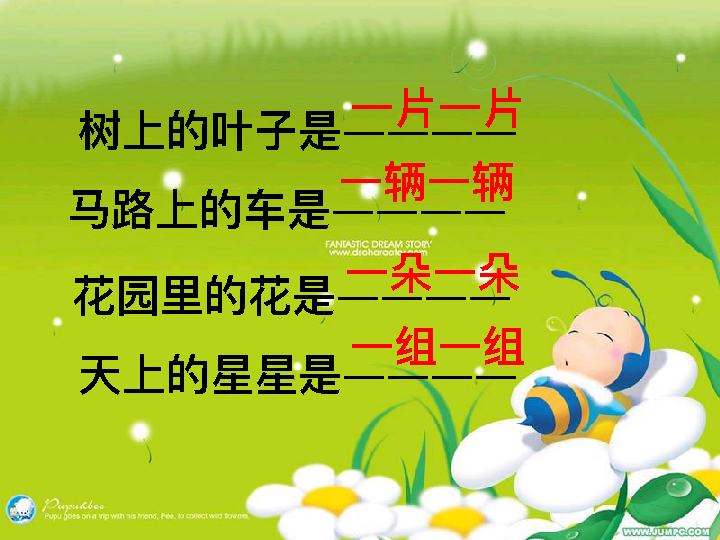 树上的叶子是一片一片
马路上的车是一辆一辆
FANTASTIC DREAM STORY
www.dscharactor.com
花园里的花是一朵一朵
天上的星星是一组一组
Pupukbee
Pupu goes on a trip with his friend, Pee, to collect wild flowers.
WWW.JUMPC.COM